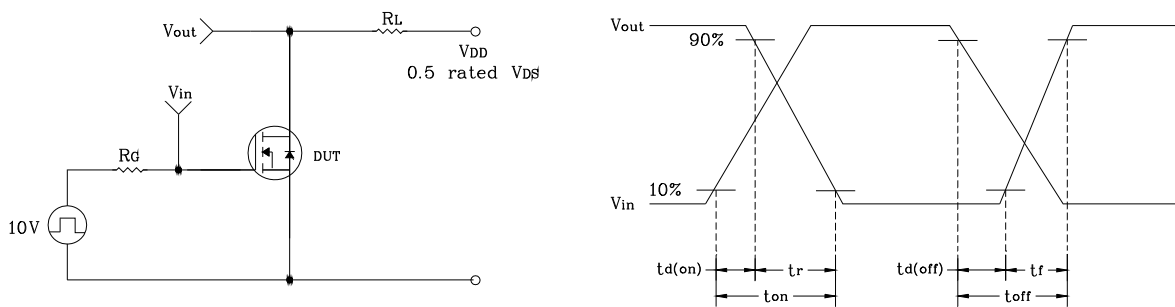 Vout
RL
VDD
0.5 rated VDS
Vin
RG
DUT
10V
Vout
90%
10%
Vin
td(on)
tr
td(off)
tf
ton
toff